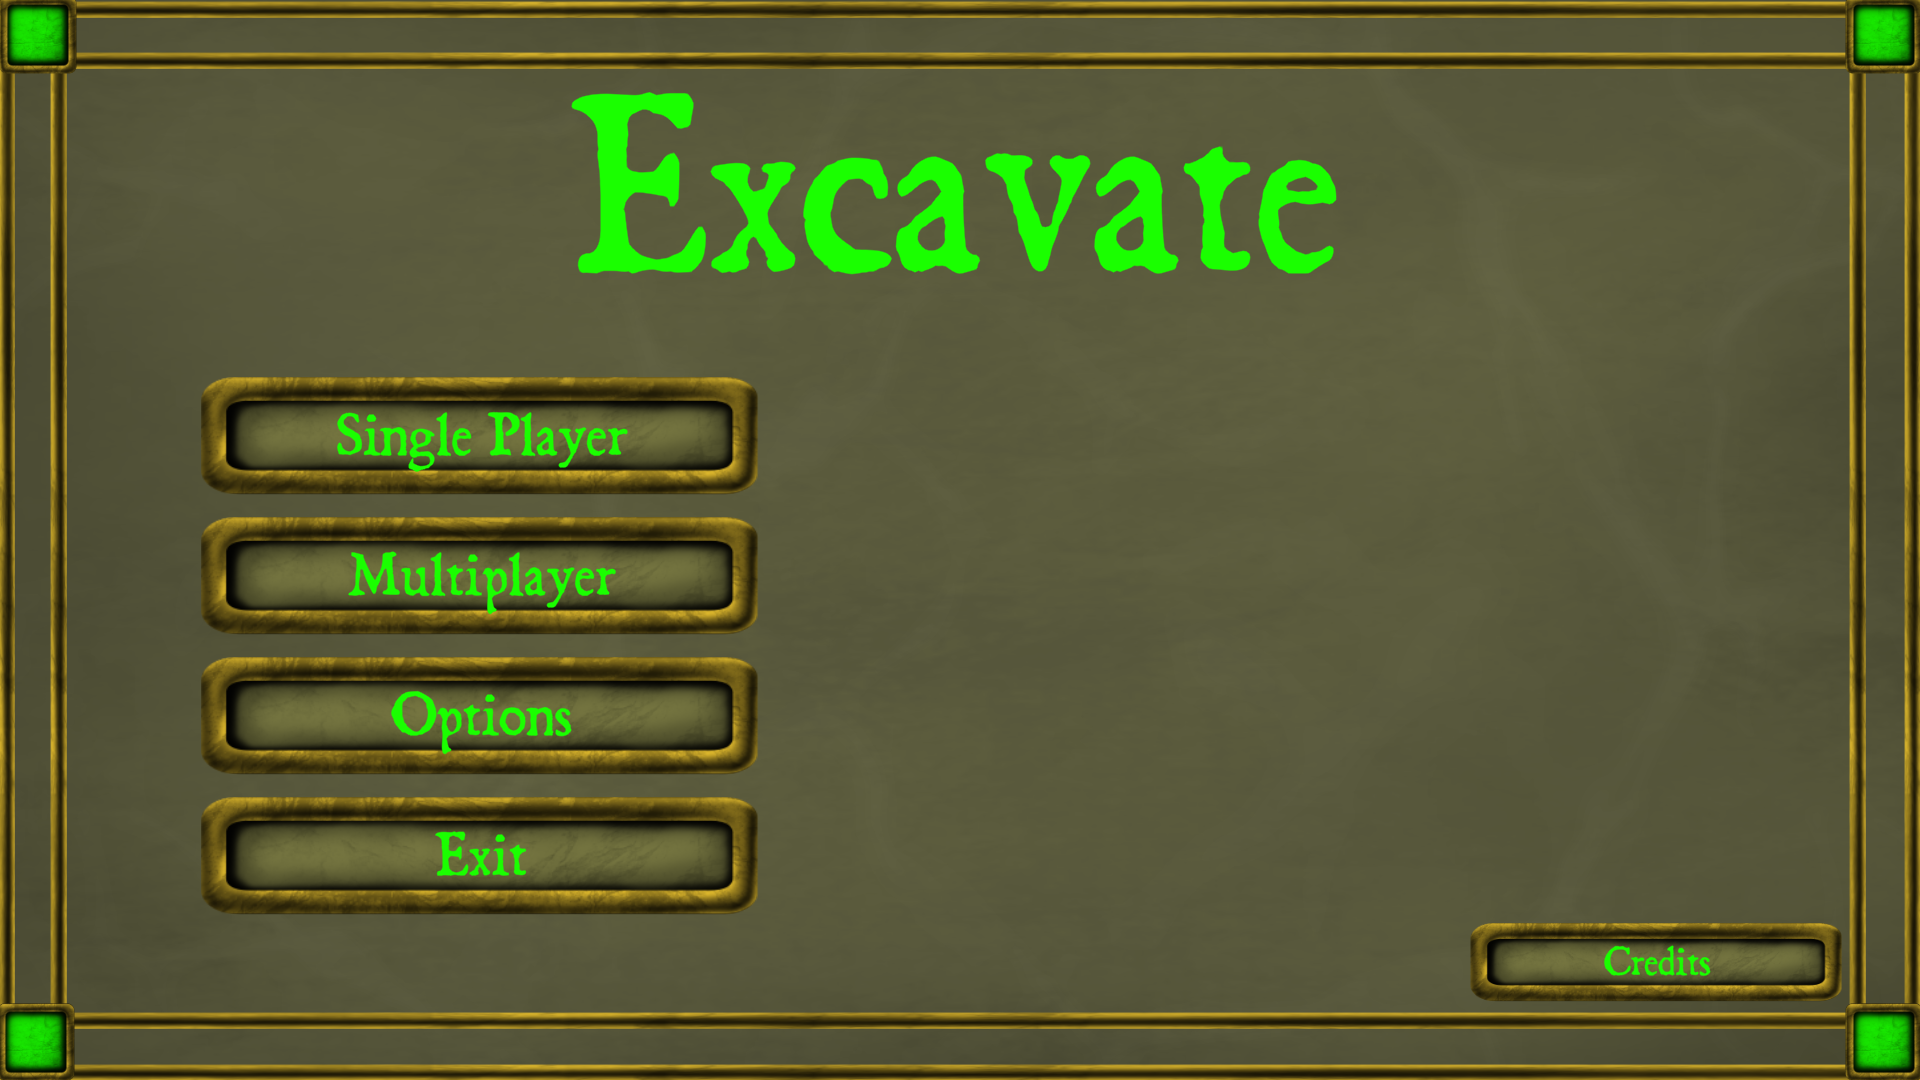 Excavate
Single Player
Multiplayer
Options
Exit
Credits